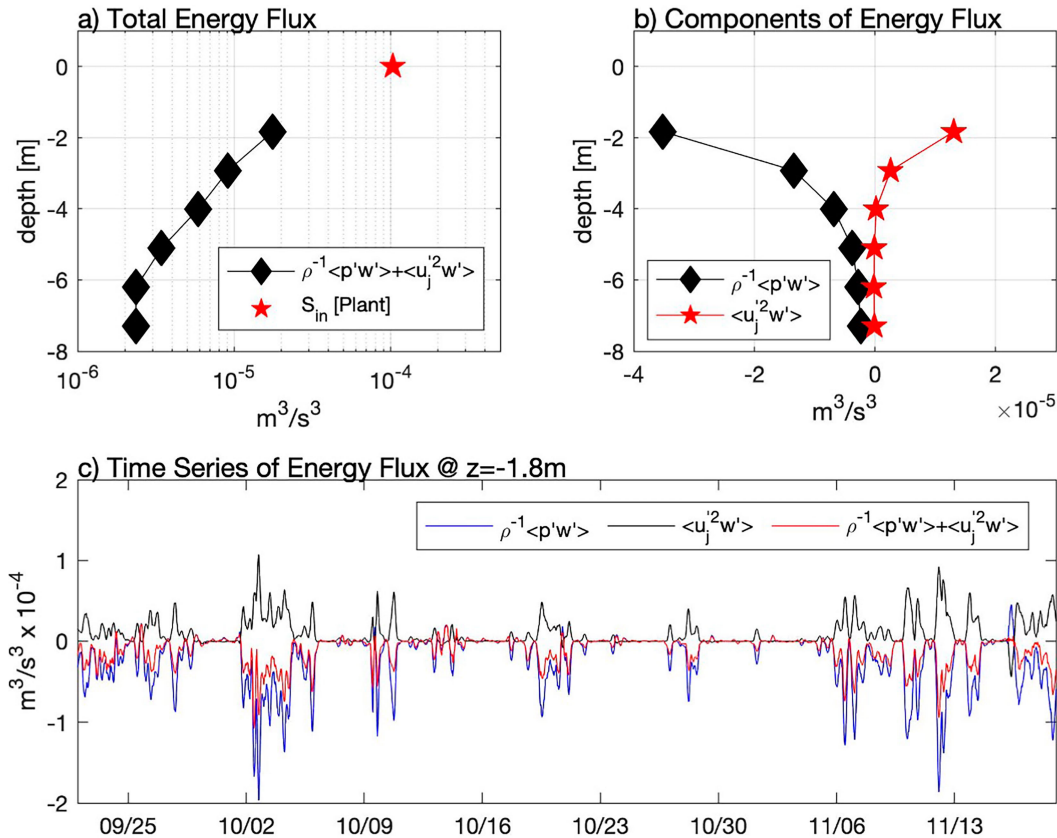 a) Total Energy Flux
0
-2
-4
-6
-8
depth [m]
ρ⁻¹<p'w'>+<u_j'²w'>
S_in [Plant]
10⁻⁶
10⁻⁵
10⁻⁴
m³/s³
b) Components of Energy Flux
0
-2
-4
-6
-8
depth [m]
ρ⁻¹<p'w'>
<u_j'²w'>
-4
-2
0
2
m³/s³
×10⁻⁵
c) Time Series of Energy Flux @ z=-1.8m
2
1
0
-1
-2
m³/s³ x 10⁻⁴
ρ⁻¹<p'w'> <u_j'²w'> ρ⁻¹<p'w'>+<u_j'²w'>
09/25 10/02 10/09 10/16 10/23 10/30 11/06 11/13